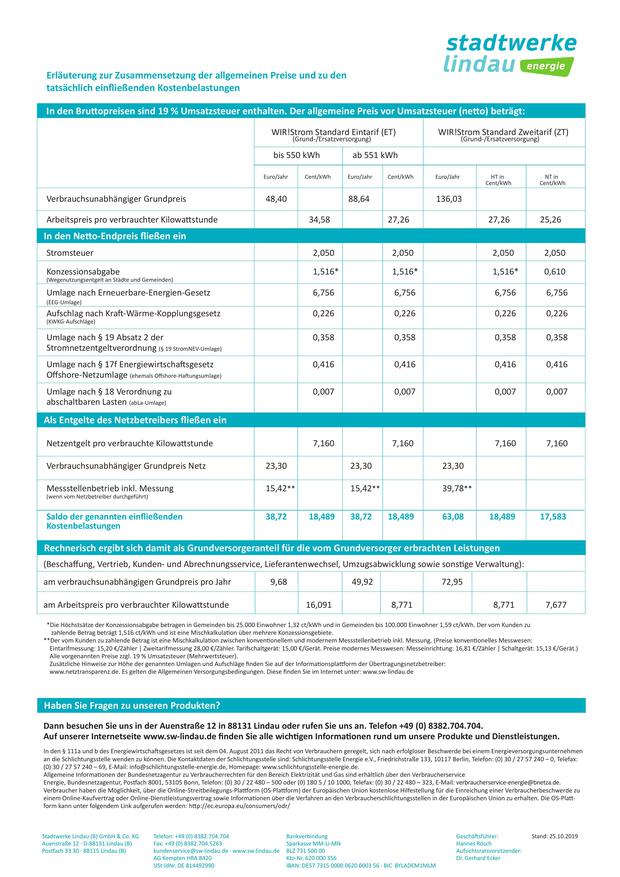 stadtwerke
lindau energie
Erläuterung zur Zusammensetzung der allgemeinen Preise und zu den
tatsächlich einfließenden Kostenbelastungen
In den Bruttopreisen sind 19 % Umsatzsteuer enthalten. Der allgemeine Preis vor Umsatzsteuer (netto) beträgt:
WIR!Strom Standard Eintarif (ET) WIR!Strom Standard Zweitarif (ZT)
(Grund-/Ersatzversorgung) (Grund-/Ersatzversorgung)
bis 550 kWh ab 551 kWh
Euro/Jahr Cent/kWh Euro/Jahr Cent/kWh Euro/Jahr HT in Cent/kWh NT in Cent/kWh
Verbrauchsunabhängiger Grundpreis 48,40 88,64 136,03
Arbeitspreis pro verbrauchter Kilowattstunde 34,58 27,26 27,26 25,26
In den Netto-Endpreis fließen ein
Stromsteuer 2,050 2,050 2,050 2,050
Konzessionsabgabe 1,516* 1,516* 1,516* 0,610
(Wegenutzungsentgelt an Städte und Gemeinden)
Umlage nach Erneuerbare-Energien-Gesetz 6,756 6,756 6,756 6,756
(EEG-Umlage)
Aufschlag nach Kraft-Wärme-Kopplungsgesetz 0,226 0,226 0,226 0,226
(KWKG-Aufschläge)
Umlage nach § 19 Absatz 2 der 0,358 0,358 0,358 0,358
Stromnetzentgeltverordnung (§ 19 StromNEV-Umlage)
Umlage nach § 17f Energiewirtschaftsgesetz 0,416 0,416 0,416 0,416
Offshore-Netzumlage (ehemals Offshore-Haftungsumlage)
Umlage nach § 18 Verordnung zu 0,007 0,007 0,007 0,007
abschaltbaren Lasten (abLa-Umlage)
Als Entgelte des Netzbetreibers fließen ein
Netzentgelt pro verbrauchte Kilowattstunde 7,160 7,160 7,160 7,160
Verbrauchsunabhängiger Grundpreis Netz 23,30 23,30 23,30
Messstellenbetrieb inkl. Messung 15,42** 15,42** 39,78**
(wenn vom Netzbetreiber durchgeführt)
Saldo der genannten einfließenden 38,72 18,489 38,72 18,489 63,08 18,489 17,583
Kostenbelastungen
Rechnerisch ergibt sich damit als Grundversorgeranteil für die vom Grundversorger erbrachten Leistungen
(Beschaffung, Vertrieb, Kunden- und Abrechnungsservice, Lieferantenwechsel, Umzugsabwicklung sowie sonstige Verwaltung):
am verbrauchsunabhängigen Grundpreis pro Jahr 9,68 49,92 72,95
am Arbeitspreis pro verbrauchter Kilowattstunde 16,091 8,771 8,771 7,677
*Die Höchstsätze der Konzessionsabgabe betragen in Gemeinden bis 25.000 Einwohner 1,32 ct/kWh und in Gemeinden bis 100.000 Einwohner 1,59 ct/kWh. Der vom Kunden zu
zahlende Betrag beträgt 1,516 ct/kWh und ist eine Mischkalkulation über mehrere Konzessionsgebiete.
**Der vom Kunden zu zahlende Betrag ist eine Mischkalkulation zwischen konventionellem und modernem Messstellenbetrieb inkl. Messung. (Preise konventionelles Messwesen:
Eintarifmessung: 15,20 €/Zähler | Zweitarifmessung 28,00 €/Zähler. Tarifschaltgerät: 15,00 €/Gerät. Preise modernes Messwesen: Messeinrichtung: 16,81 €/Zähler | Schaltgerät: 15,13 €/Gerät.)
Alle vorgenannten Preise zzgl. 19 % Umsatzsteuer (Mehrwertsteuer).
Zusätzliche Hinweise zur Höhe der genannten Umlagen und Aufschläge finden Sie auf der Informationsplattform der Übertragungsnetzbetreiber:
www.netztransparenz.de. Es gelten die Allgemeinen Versorgungsbedingungen. Diese finden Sie im Internet unter: www.sw-lindau.de
Haben Sie Fragen zu unseren Produkten?
Dann besuchen Sie uns in der Auenstraße 12 in 88131 Lindau oder rufen Sie uns an. Telefon +49 (0) 8382.704.704.
Auf unserer Internetseite www.sw-lindau.de finden Sie alle wichtigen Informationen rund um unsere Produkte und Dienstleistungen.
In den § 111a und b des Energiewirtschaftsgesetzes ist seit dem 04. August 2011 das Recht von Verbrauchern geregelt, sich nach erfolgloser Beschwerde bei einem Energieversorgungsunternehmen
an die Schlichtungsstelle wenden zu können. Die Kontaktdaten der Schlichtungsstelle sind: Schlichtungsstelle Energie e.V., Friedrichstraße 133, 10117 Berlin, Telefon: (0) 30 / 27 57 240 – 0, Telefax:
(0) 30 / 27 57 240 – 69, E-Mail: info@schlichtungsstelle-energie.de, Homepage: www.schlichtungsstelle-energie.de.
Allgemeine Informationen der Bundesnetzagentur zu Verbraucherrechten für den Bereich Elektrizität und Gas sind erhältlich über den Verbraucherservice
Energie, Bundesnetzagentur, Postfach 8001, 53105 Bonn, Telefon: (0) 30 / 22 480 – 500 oder (0) 180 5 / 10 1000, Telefax: (0) 30 / 22 480 – 323, E-Mail: verbraucherservice-energie@bnetza.de.
Verbraucher haben die Möglichkeit, über die Online-Streitbeilegungs-Plattform (OS-Plattform) der Europäischen Union kostenlose Hilfestellung für die Einreichung einer Verbraucherbeschwerde zu
einem Online-Kaufvertrag oder Online-Dienstleistungsvertrag sowie Informationen über die Verfahren an den Verbraucherschlichtungsstellen in der Europäischen Union zu erhalten. Die OS-Platt-
form kann unter folgendem Link aufgerufen werden: http://ec.europa.eu/consumers/odr/
Stadtwerke Lindau (B) GmbH & Co. KG
Auenstraße 12 · D-88131 Lindau (B)
Postfach 33 30 · 88115 Lindau (B)
Telefon: +49 (0) 8382.704.704
Fax: +49 (0) 8382.704.5263
kundenservice@sw-lindau.de · www.sw-lindau.de
AG Kempten HRA 8420
USt-IdNr. DE 814492990
Bankverbindung
Sparkasse MM-LI-MN
BLZ 731 500 00
Kto-Nr. 620 000 356
IBAN: DE57 7315 0000 0620 0003 56 · BIC BYLADEM1MLM
Geschäftsführer:
Hannes Rösch
Aufsichtsratsvorsitzender:
Dr. Gerhard Ecker
Stand: 25.10.2019